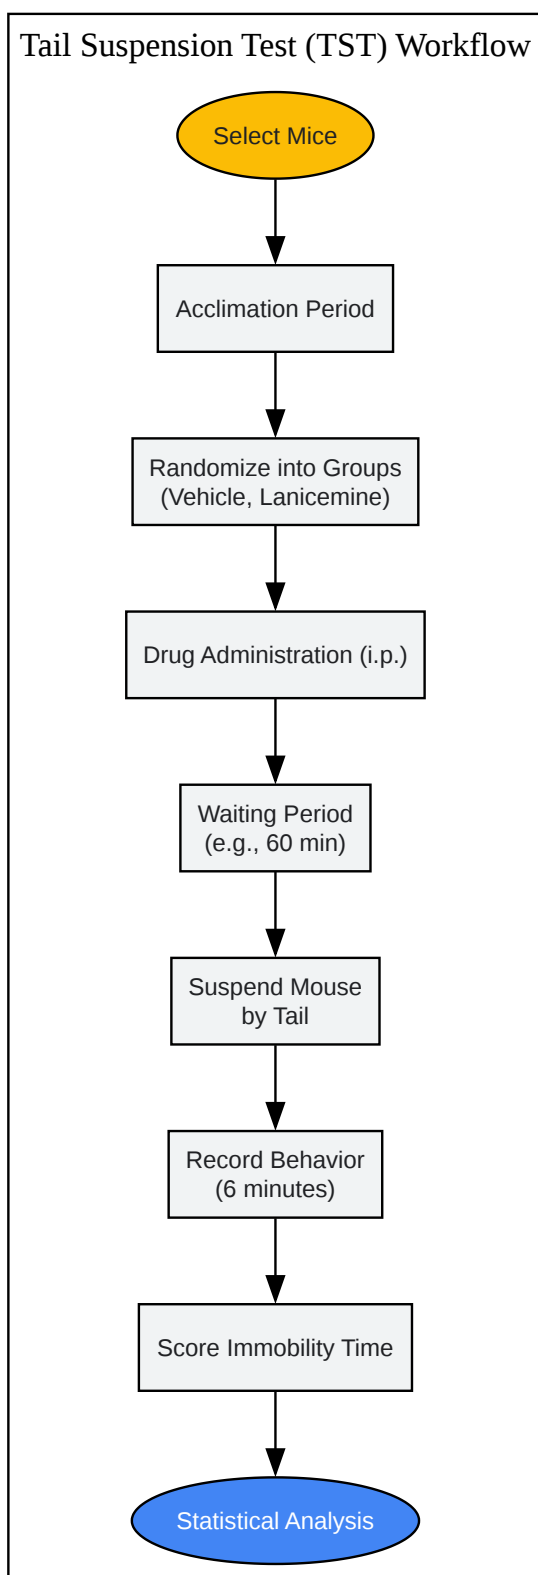 Tail Suspension Test (TST) Workflow
Select Mice
Acclimation Period
Randomize into Groups
(Vehicle, Lanicemine)
Drug Administration (i.p.)
Waiting Period
(e.g., 60 min)
Suspend Mouse
by Tail
Record Behavior
(6 minutes)
Score Immobility Time
Statistical Analysis